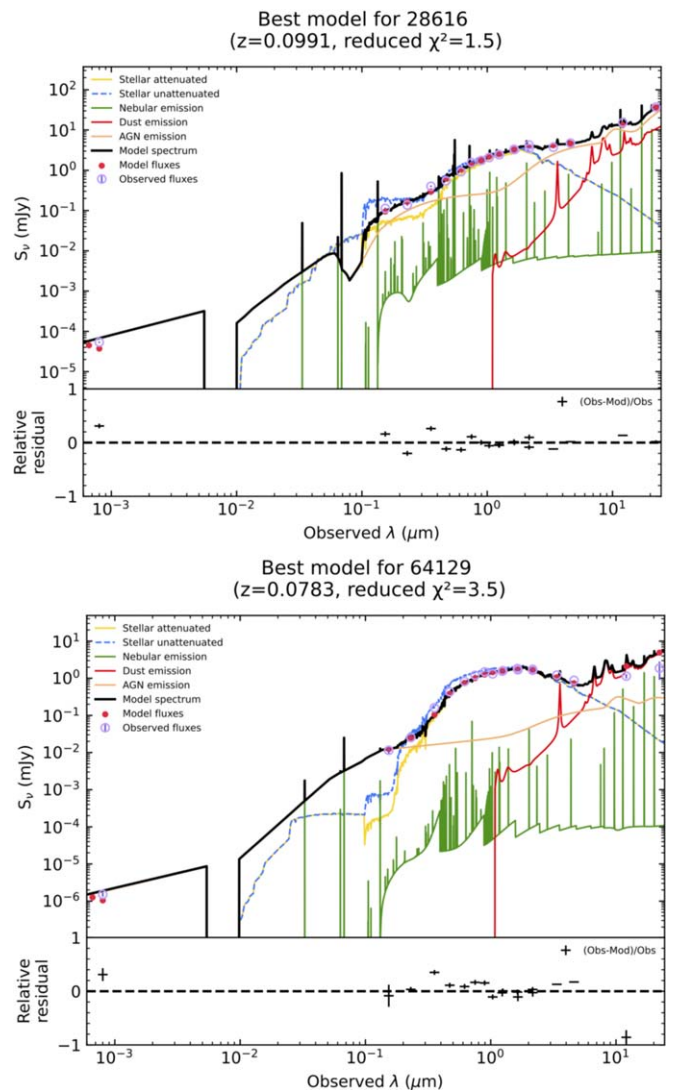 Best model for 28616
(z=0.0991, reduced χ²=1.5)
Stellar attenuated
Stellar unattenuated
Nebular emission
Dust emission
AGN emission
Model spectrum
Model fluxes
Observed fluxes
S_ν (mJy)
10²
10¹
10⁰
10⁻¹
10⁻²
10⁻³
10⁻⁴
10⁻⁵
1
0
−1
Relative
residual
(Obs-Mod)/Obs
10⁻³ 10⁻² 10⁻¹ 10⁰ 10¹
Observed λ (μm)
Best model for 64129
(z=0.0783, reduced χ²=3.5)
Stellar attenuated
Stellar unattenuated
Nebular emission
Dust emission
AGN emission
Model spectrum
Model fluxes
Observed fluxes
S_ν (mJy)
10¹
10⁰
10⁻¹
10⁻²
10⁻³
10⁻⁴
10⁻⁵
10⁻⁶
1
0
−1
Relative
residual
(Obs-Mod)/Obs
10⁻³ 10⁻² 10⁻¹ 10⁰ 10¹
Observed λ (μm)